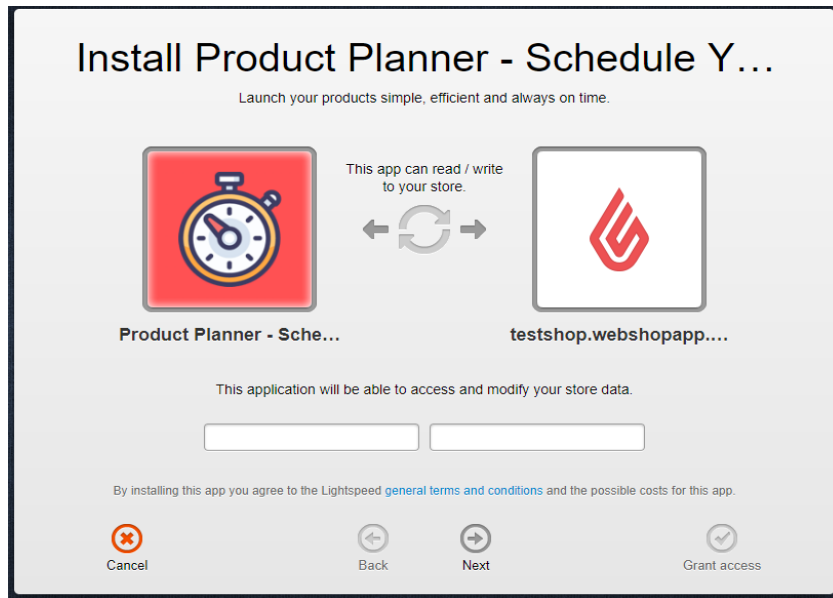 Install Product Planner - Schedule Y...
Launch your products simple, efficient and always on time.
This app can read / write
to your store.
Product Planner - Sche...
testshop.webshopapp....
This application will be able to access and modify your store data.
By installing this app you agree to the Lightspeed general terms and conditions and the possible costs for this app.
Cancel
Back
Next
Grant access